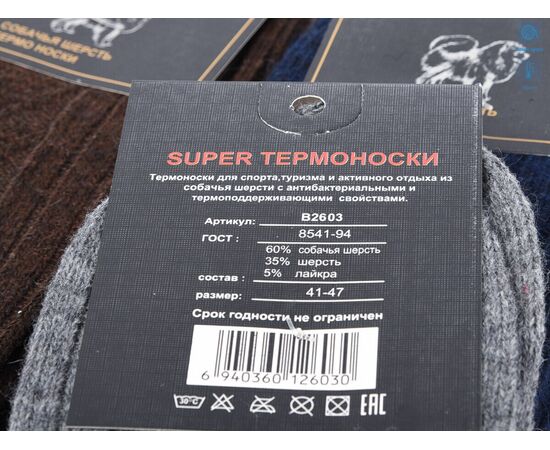 СОБАЧЬЯ ШЕРСТЬ
ТЕРМО НОСКИ
SUPER ТЕРМОНОСКИ
Термоноски для спорта,туризма и активного отдыха из
собачья шерсти с антибактериальными и
термоподдерживающими свойствами.
Артикул: B2603
ГОСТ : 8541-94
60% собачья шерсть
35% шерсть
состав : 5% лайкра
размер: 41-47
Срок годности не ограничен
6 940360 126030
30°C
EAC